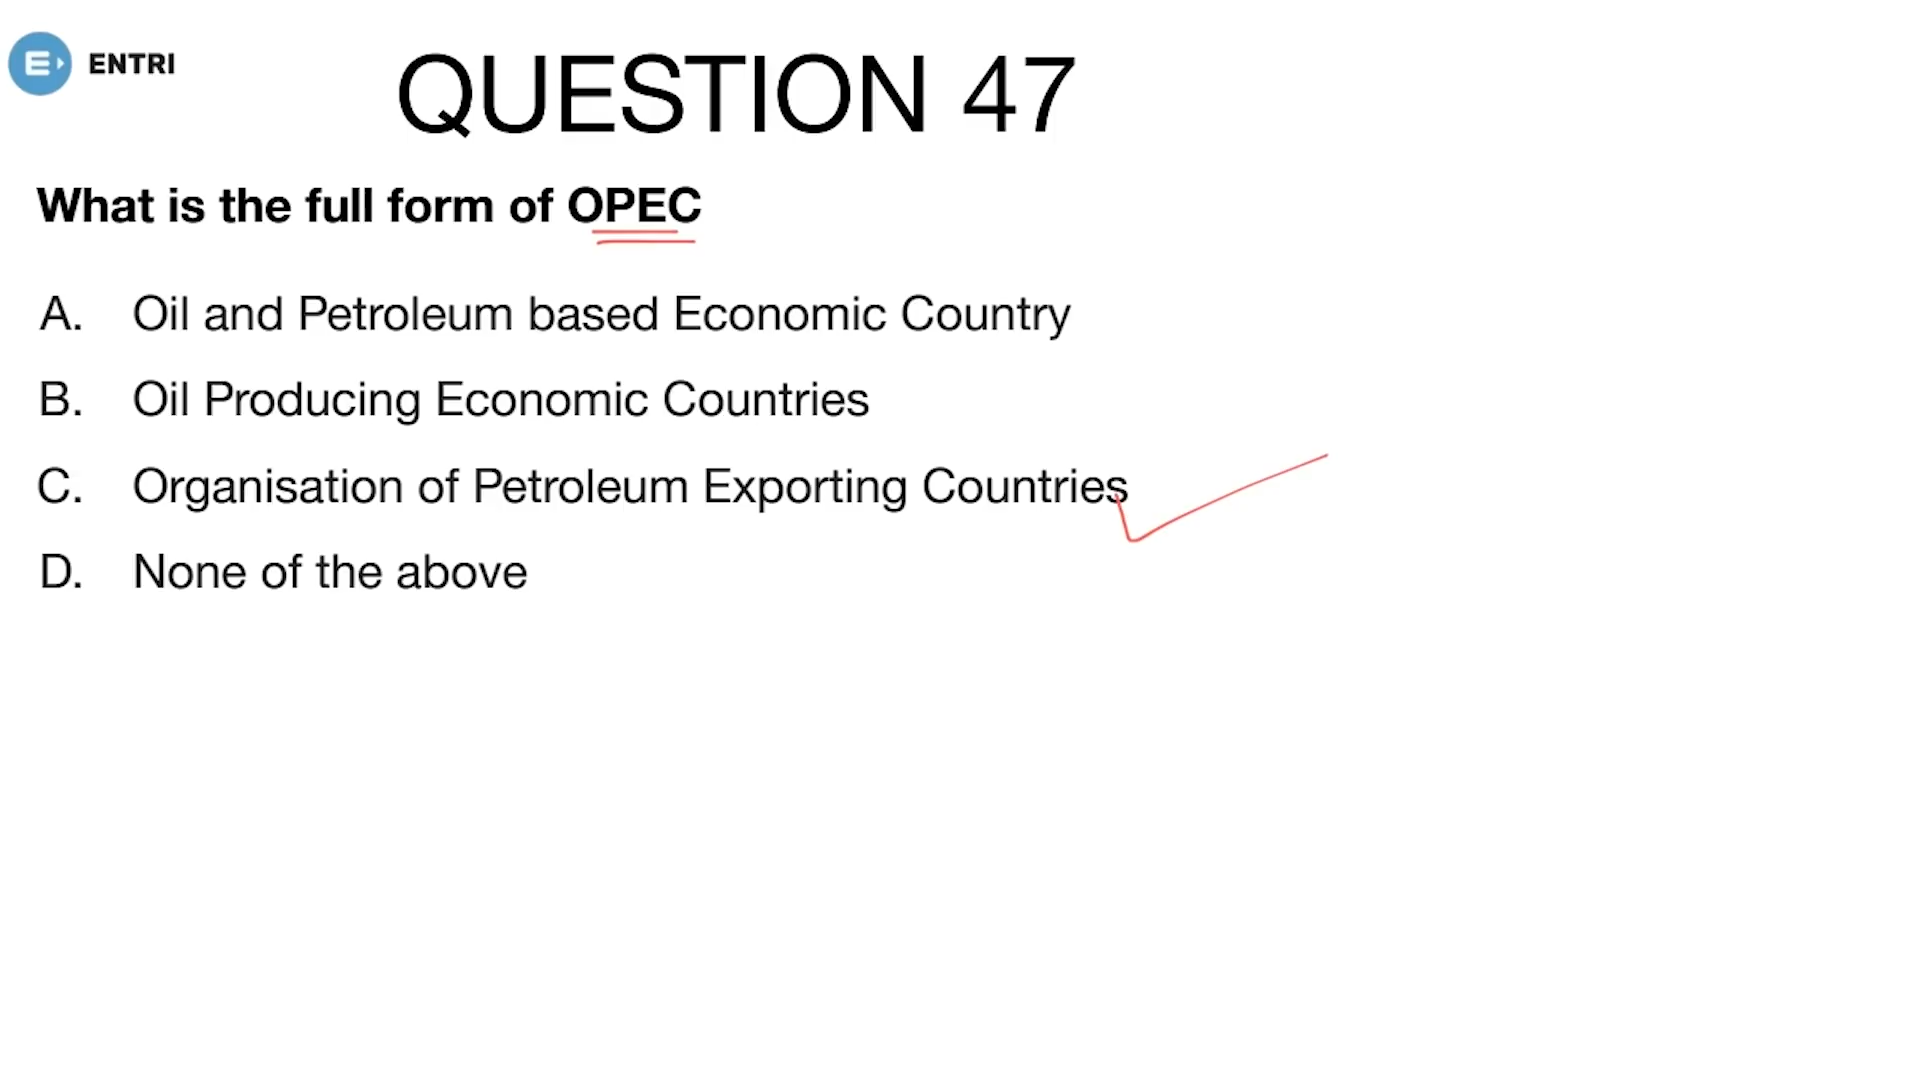 ENTRI
QUESTION 47
What is the full form of OPEC
A. Oil and Petroleum based Economic Country
B. Oil Producing Economic Countries
C. Organisation of Petroleum Exporting Countries
D. None of the above